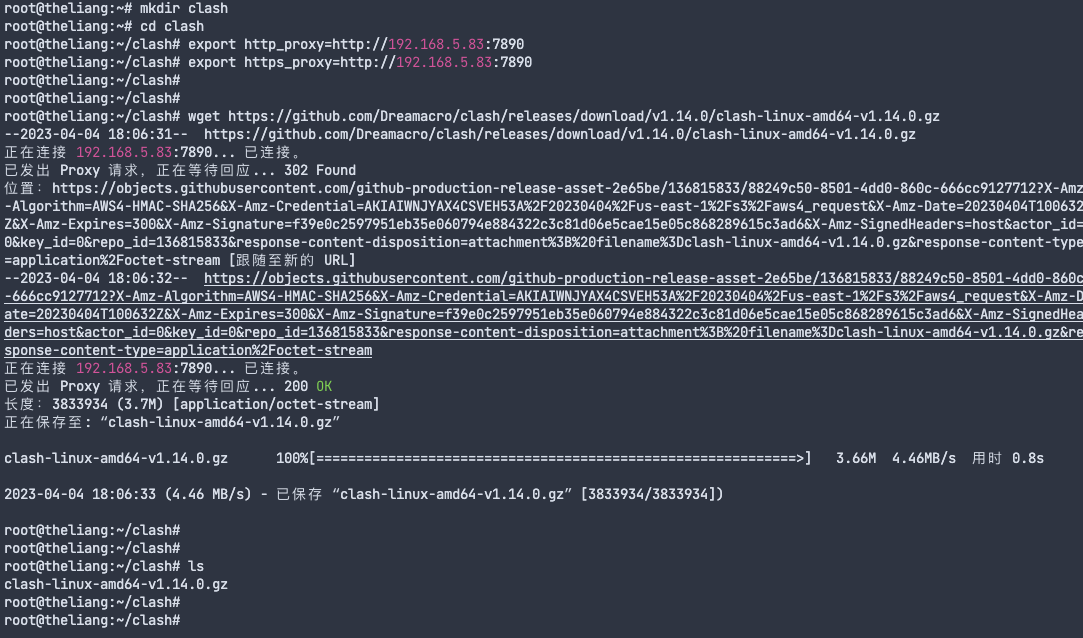 root@theliang:~# mkdir clash
root@theliang:~# cd clash
root@theliang:~/clash# export http_proxy=http://192.168.5.83:7890
root@theliang:~/clash# export https_proxy=http://192.168.5.83:7890
root@theliang:~/clash#
root@theliang:~/clash#
root@theliang:~/clash# wget https://github.com/Dreamacro/clash/releases/download/v1.14.0/clash-linux-amd64-v1.14.0.gz
--2023-04-04 18:06:31--  https://github.com/Dreamacro/clash/releases/download/v1.14.0/clash-linux-amd64-v1.14.0.gz
正在连接 192.168.5.83:7890... 已连接。
已发出 Proxy 请求，正在等待回应... 302 Found
位置：https://objects.githubusercontent.com/github-production-release-asset-2e65be/136815833/88249c50-8501-4dd0-860c-666cc9127712?X-Amz
-Algorithm=AWS4-HMAC-SHA256&X-Amz-Credential=AKIAIWNJYAX4CSVEH53A%2F20230404%2Fus-east-1%2Fs3%2Faws4_request&X-Amz-Date=20230404T100632
Z&X-Amz-Expires=300&X-Amz-Signature=f39e0c2597951eb35e060794e884322c3c81d06e5cae15e05c868289615c3ad6&X-Amz-SignedHeaders=host&actor_id=
0&key_id=0&repo_id=136815833&response-content-disposition=attachment%3B%20filename%3Dclash-linux-amd64-v1.14.0.gz&response-content-type
=application%2Foctet-stream [跟随至新的 URL]
--2023-04-04 18:06:32--  https://objects.githubusercontent.com/github-production-release-asset-2e65be/136815833/88249c50-8501-4dd0-860c
-666cc9127712?X-Amz-Algorithm=AWS4-HMAC-SHA256&X-Amz-Credential=AKIAIWNJYAX4CSVEH53A%2F20230404%2Fus-east-1%2Fs3%2Faws4_request&X-Amz-D
ate=20230404T100632Z&X-Amz-Expires=300&X-Amz-Signature=f39e0c2597951eb35e060794e884322c3c81d06e5cae15e05c868289615c3ad6&X-Amz-SignedHea
ders=host&actor_id=0&key_id=0&repo_id=136815833&response-content-disposition=attachment%3B%20filename%3Dclash-linux-amd64-v1.14.0.gz&re
sponse-content-type=application%2Foctet-stream
正在连接 192.168.5.83:7890... 已连接。
已发出 Proxy 请求，正在等待回应... 200 OK
长度：3833934 (3.7M) [application/octet-stream]
正在保存至: “clash-linux-amd64-v1.14.0.gz”
clash-linux-amd64-v1.14.0.gz      100%[============================================================>]   3.66M  4.46MB/s  用时 0.8s
2023-04-04 18:06:33 (4.46 MB/s) - 已保存 “clash-linux-amd64-v1.14.0.gz” [3833934/3833934])
root@theliang:~/clash#
root@theliang:~/clash#
root@theliang:~/clash# ls
clash-linux-amd64-v1.14.0.gz
root@theliang:~/clash#
root@theliang:~/clash#